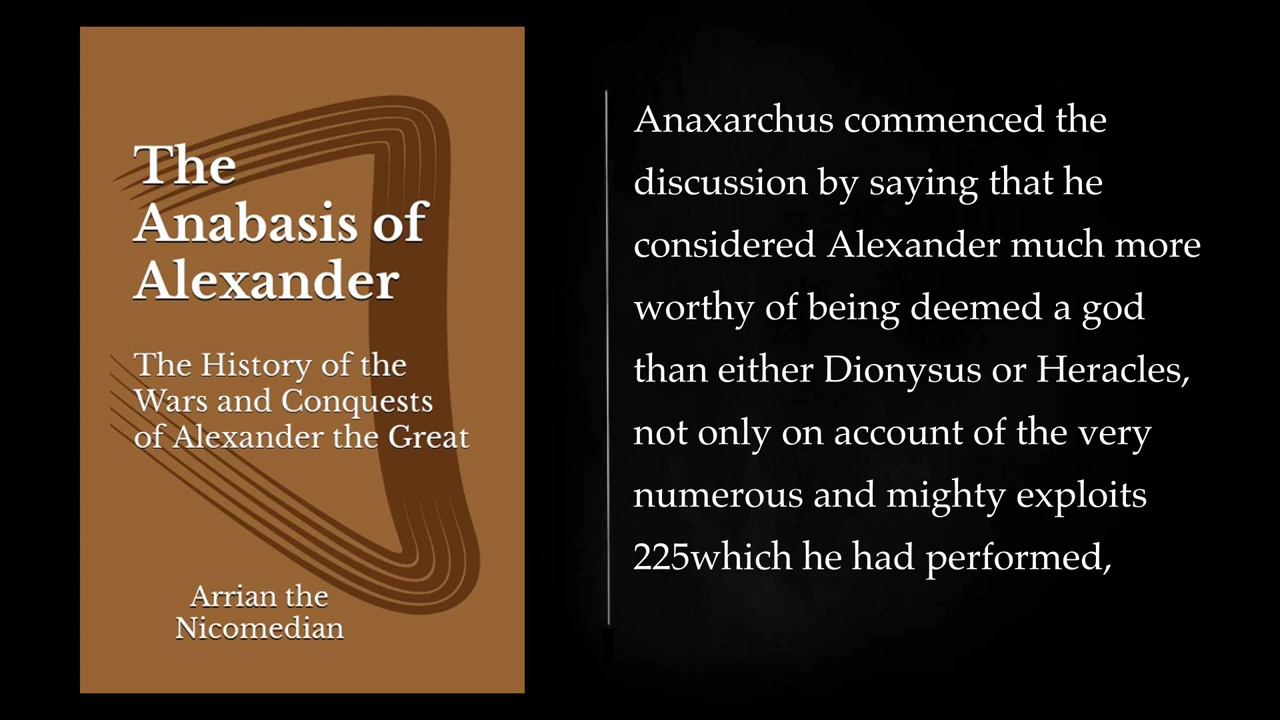 The
Anabasis of
Alexander
The History of the
Wars and Conquests
of Alexander the Great
Arrian the
Nicomedian
Anaxarchus commenced the
discussion by saying that he
considered Alexander much more
worthy of being deemed a god
than either Dionysus or Heracles,
not only on account of the very
numerous and mighty exploits
225which he had performed,